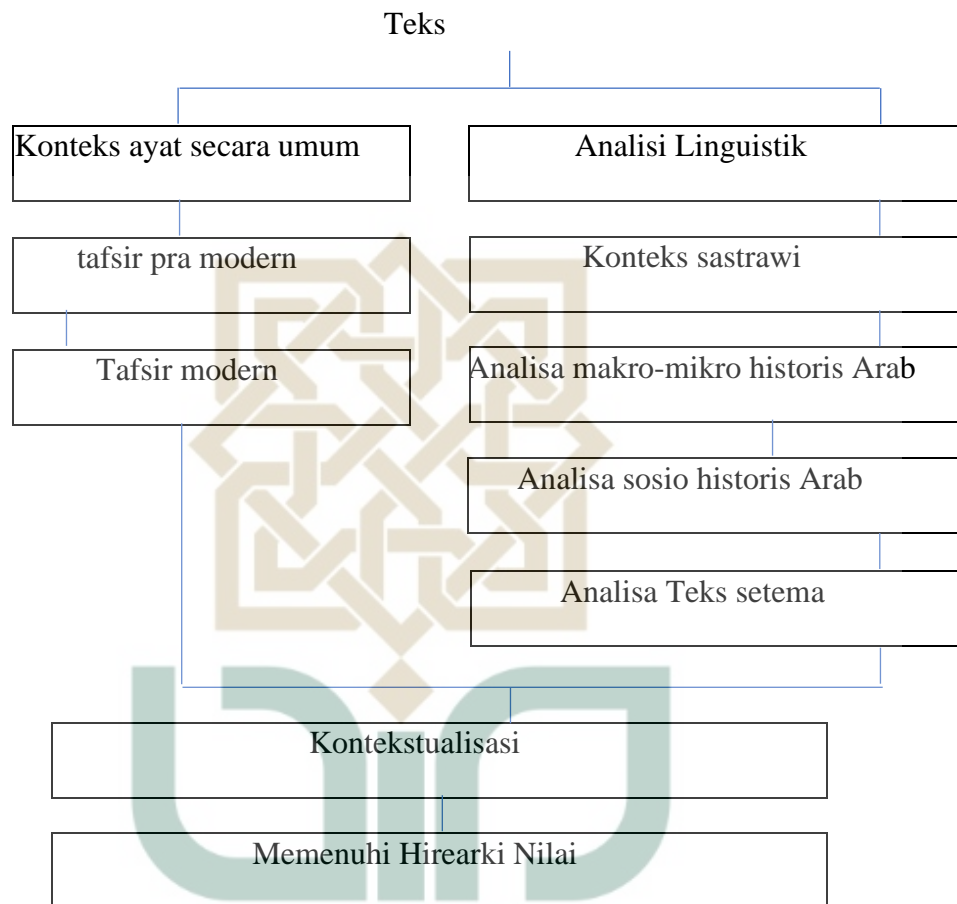 Teks
Konteks ayat secara umum
Analisi Linguistik
tafsir pra modern
Konteks sastrawi
Tafsir modern
Analisa makro-mikro historis Arab
Analisa sosio historis Arab
Analisa Teks setema
Kontekstualisasi
Memenuhi Hirearki Nilai